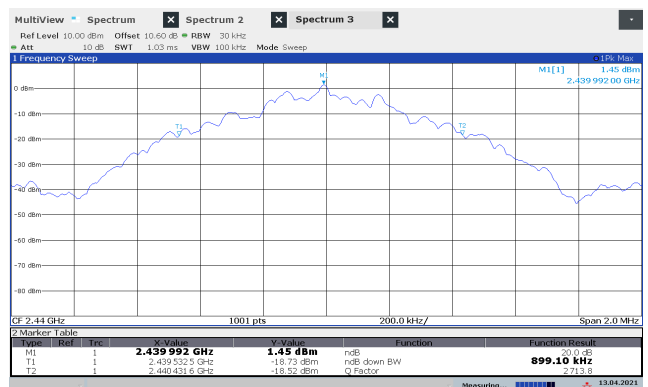 MultiView Spectrum X Spectrum 2 X Spectrum 3 X
Ref Level 10.00 dBm Offset 10.60 dB RBW 30 kHz
Att 10 dB SWT 1.03 ms VBW 100 kHz Mode Sweep
1 Frequency Sweep 1Pk Max
M1[1] 1.45 dBm
2.439 992 00 GHz
M1
0 dBm
-10 dBm
T1 T2
-20 dBm
-30 dBm
-40 dBm
-50 dBm
-60 dBm
-70 dBm
-80 dBm
CF 2.44 GHz 1001 pts 200.0 kHz/ Span 2.0 MHz
2 Marker Table
Type Ref Trc X-Value Y-Value Function Function Result
M1 1 2.439 992 GHz 1.45 dBm ndB 20.0 dB
T1 1 2.439 532 5 GHz -18.73 dBm ndB down BW 899.10 kHz
T2 1 2.440 431 6 GHz -18.52 dBm Q Factor 2 713.8
Measuring... 13.04.2021